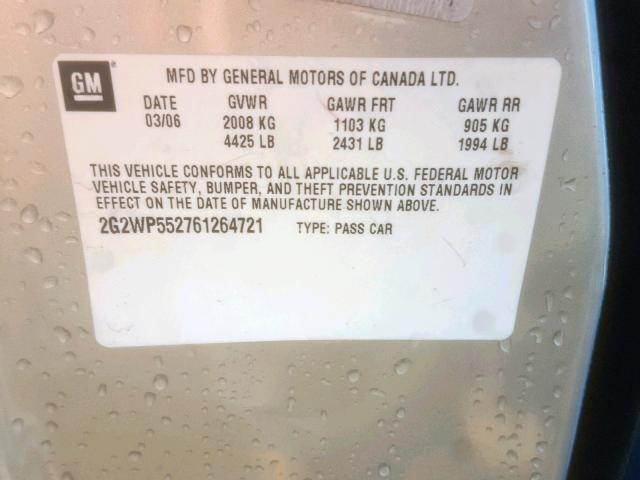 GM
MFD BY GENERAL MOTORS OF CANADA LTD.
DATE GVWR GAWR FRT GAWR RR
03/06 2008 KG 1103 KG 905 KG
4425 LB 2431 LB 1994 LB
THIS VEHICLE CONFORMS TO ALL APPLICABLE U.S. FEDERAL MOTOR
VEHICLE SAFETY, BUMPER, AND THEFT PREVENTION STANDARDS IN
EFFECT ON THE DATE OF MANUFACTURE SHOWN ABOVE.
2G2WP552761264721 TYPE: PASS CAR